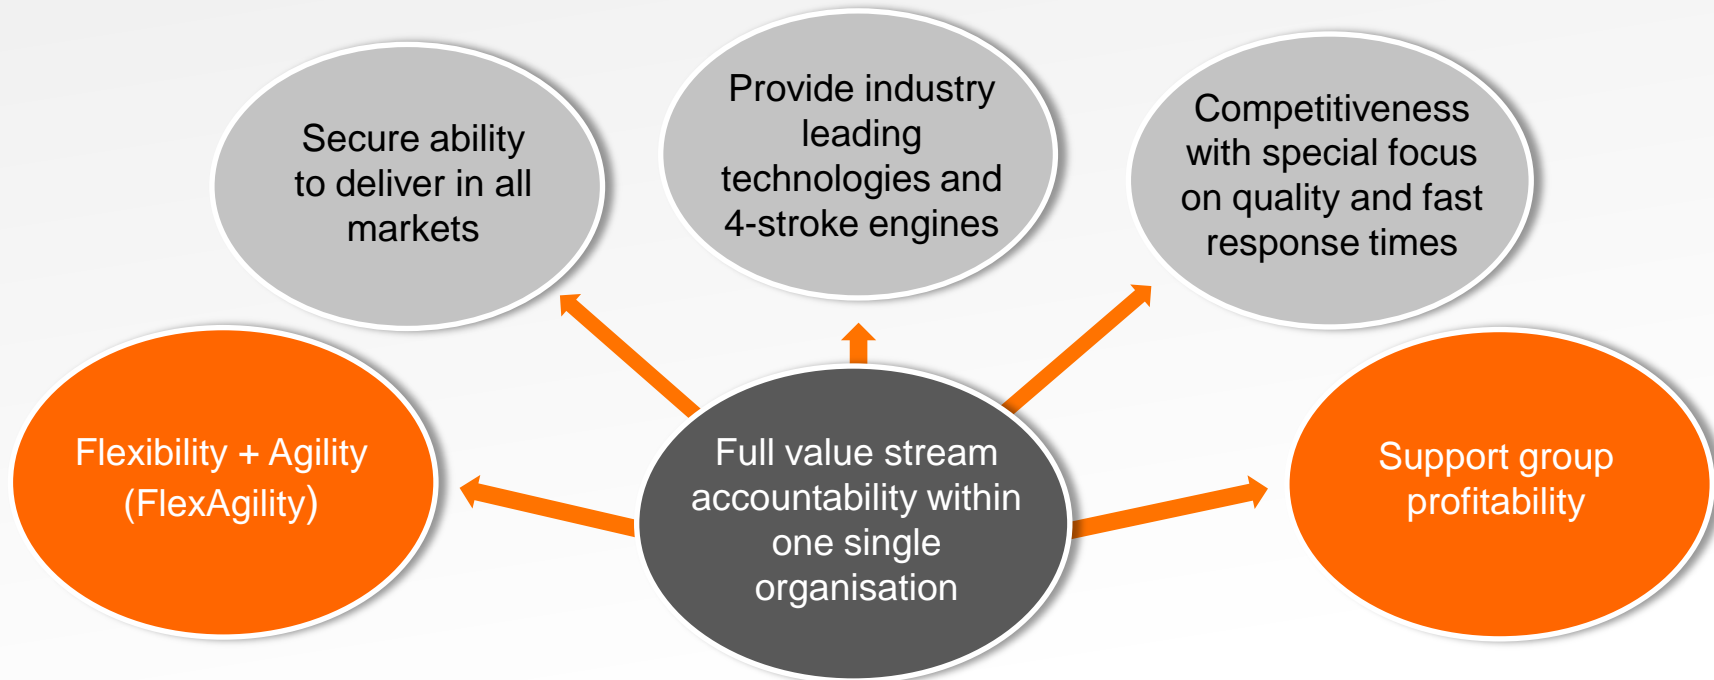 Secure ability
to deliver in all
markets
Provide industry
leading
technologies and
4-stroke engines
Competitiveness
with special focus
on quality and fast
response times
Flexibility + Agility
(FlexAgility)
Full value stream
accountability within
one single
organisation
Support group
profitability